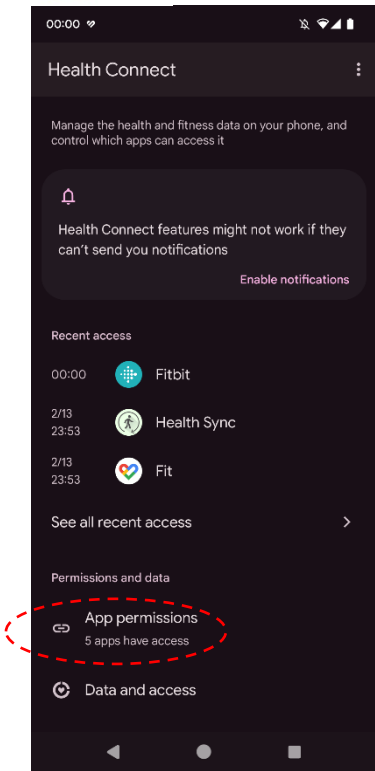 00:00
Health Connect
Manage the health and fitness data on your phone, and
control which apps can access it
Health Connect features might not work if they
can't send you notifications
Enable notifications
Recent access
00:00 Fitbit
2/13
23:53
Health Sync
2/13
23:53
Fit
See all recent access
Permissions and data
App permissions
5 apps have access
Data and access